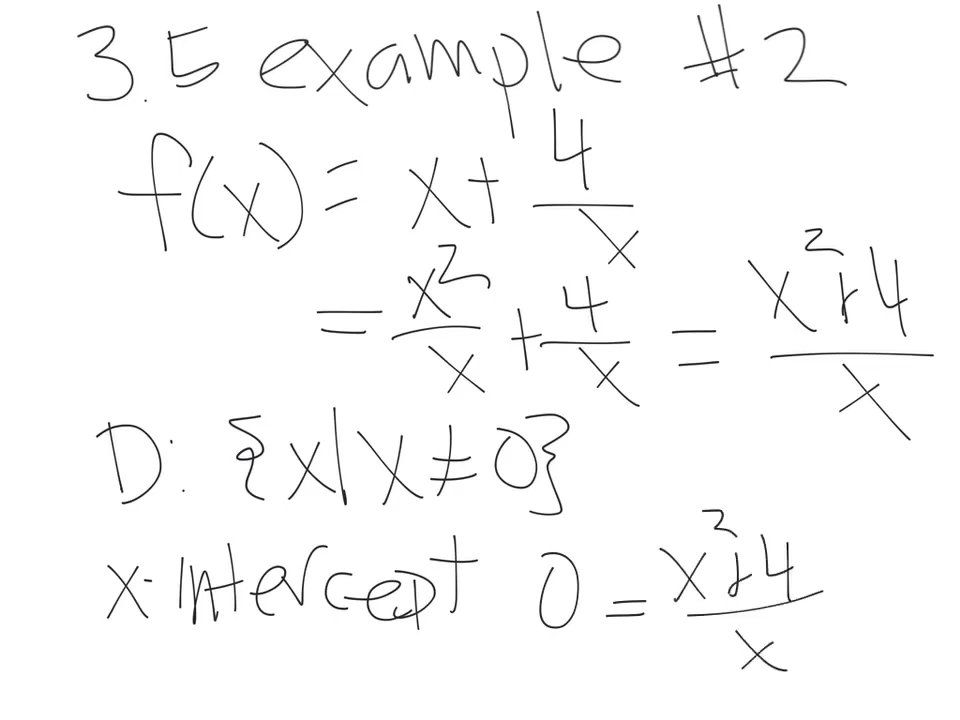 3.5 example #2
f(x) = x + 4/x
= x²/x + 4/x = x²+4/x
D: {x|x≠0}
x-intercept 0 = x²+4/x